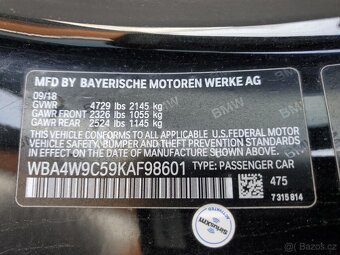 MFD BY BAYERISCHE MOTOREN WERKE AG
09/18
GVWR 4729 lbs 2145 kg
GAWR FRONT 2326 lbs 1055 kg
GAWR REAR 2524 lbs 1145 kg
THIS VEHICLE CONFORMS TO ALL APPLICABLE U.S. FEDERAL MOTOR
VEHICLE SAFETY, BUMPER, AND THEFT PREVENTION STANDARDS IN
EFFECT ON THE DATE OF MANUFACTURE SHOWN ABOVE.
WBA4W9C59KAF98601 TYPE: PASSENGER CAR
475
7 315 814
BMW
SiriusXM